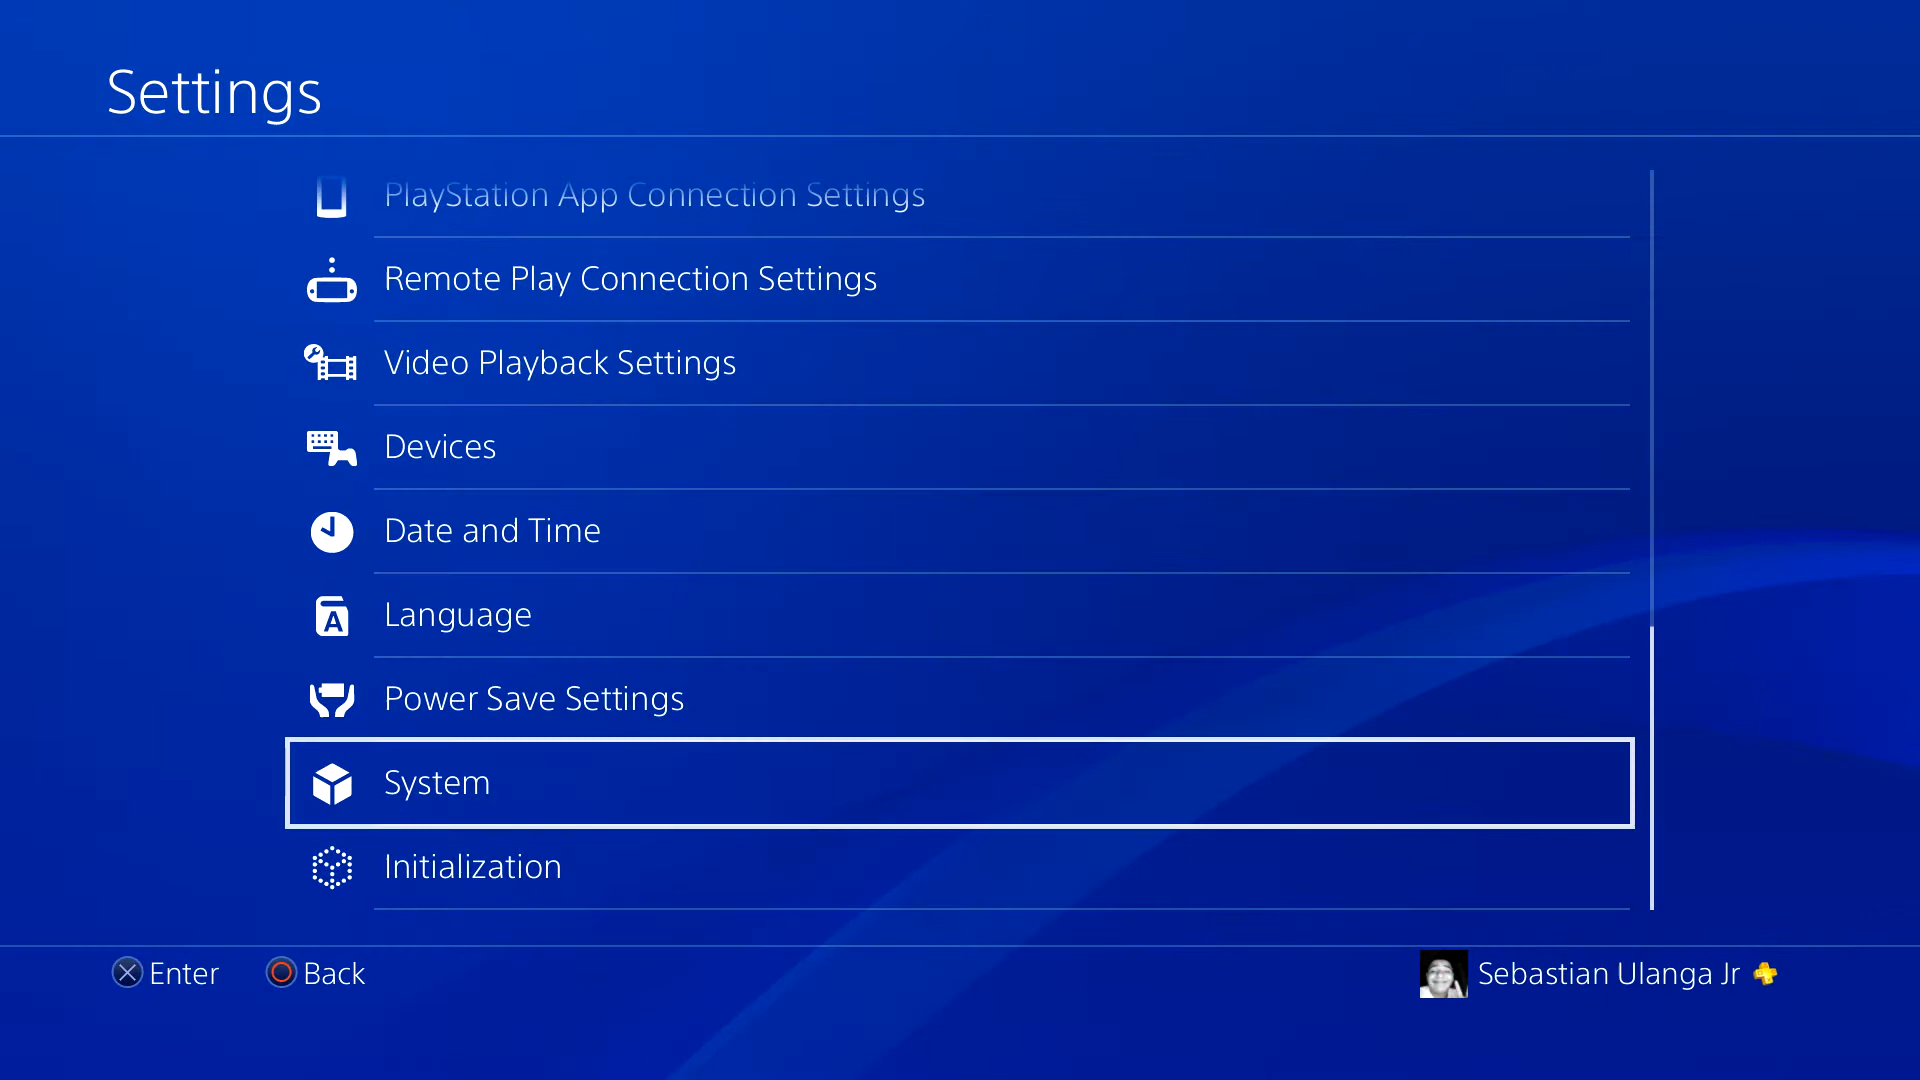 Settings
PlayStation App Connection Settings
Remote Play Connection Settings
Video Playback Settings
Devices
Date and Time
A Language
Power Save Settings
System
Initialization
Enter Back Sebastian Ulanga Jr